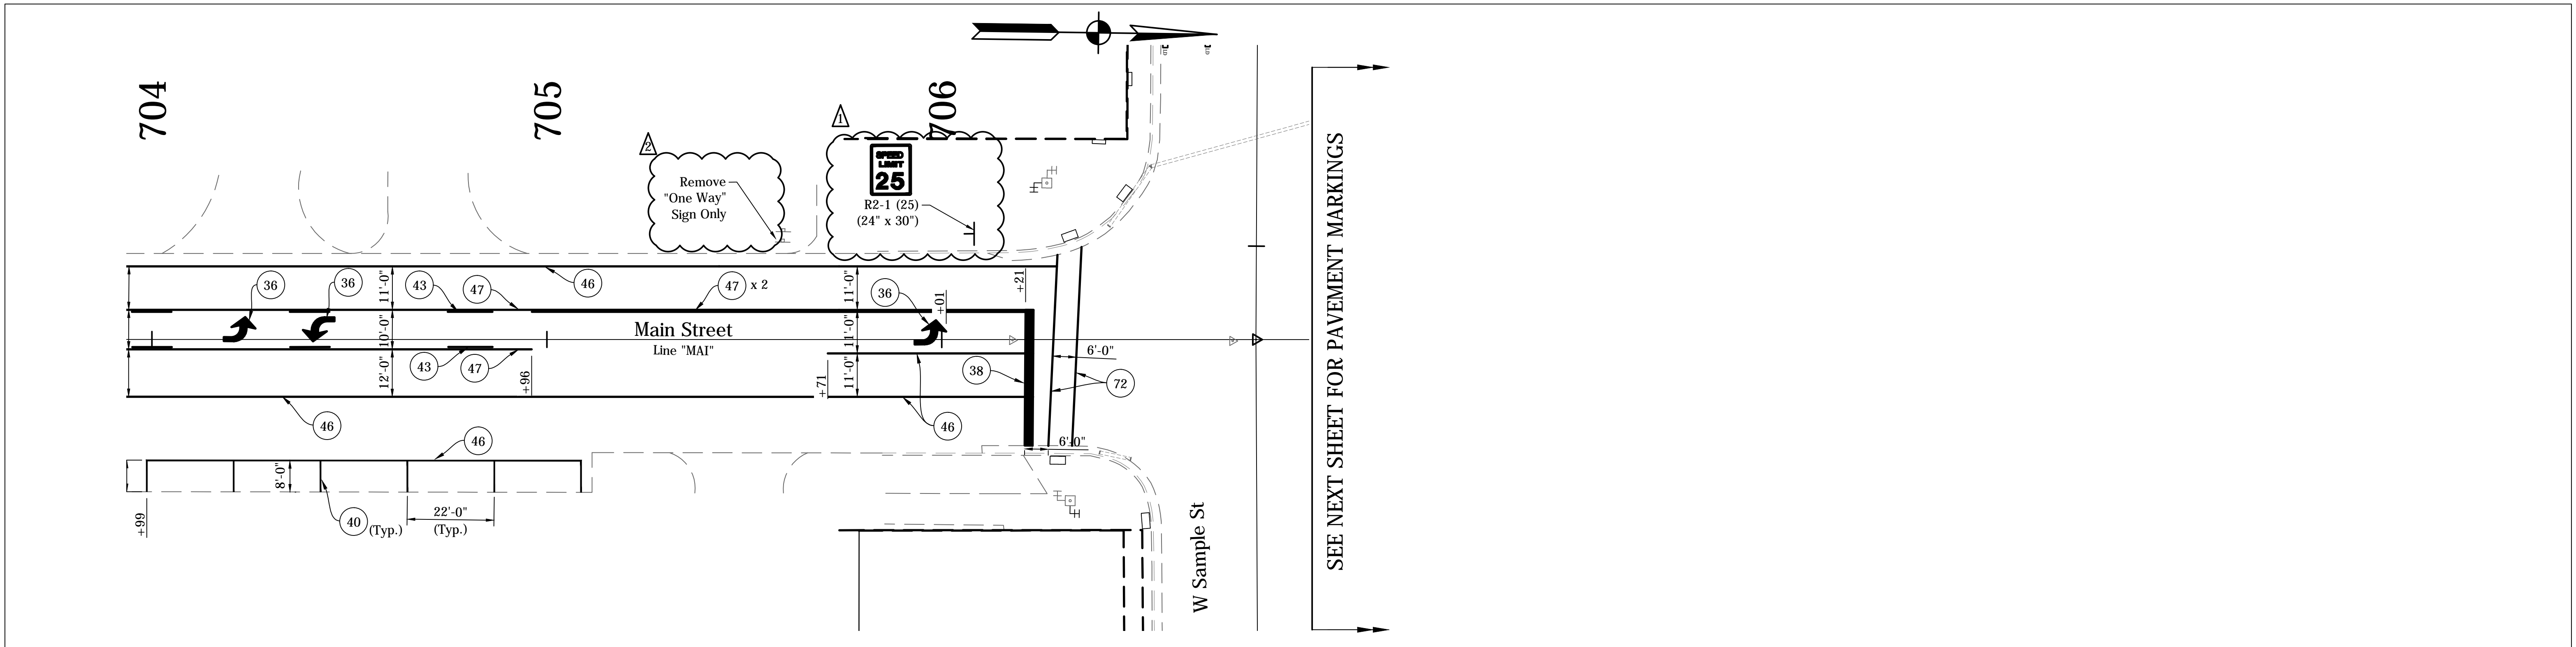 704
705
706
1
2
SPEED
LIMIT
25
Remove
"One Way"
Sign Only
R2-1 (25)
(24" x 30")
SEE NEXT SHEET FOR PAVEMENT MARKINGS
36
36
11'-0"
43
47
46
47 x 2
11'-0"
36
+01
+21
10'-0"
Main Street
Line "MAI"
11'-0"
6'-0"
12'-0"
43
47
+96
+71
11'-0"
38
72
46
46
46
6'-0"
8'-0"
+99
40 (Typ.)
22'-0"
(Typ.)
W Sample St